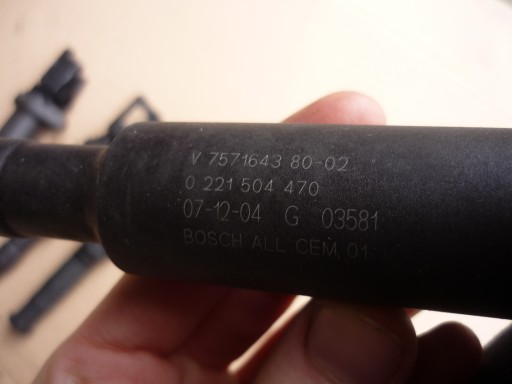 V 7571643 80-02
0 221 504 470
07-12-04 G 03581
BOSCH ALL CEM, 01